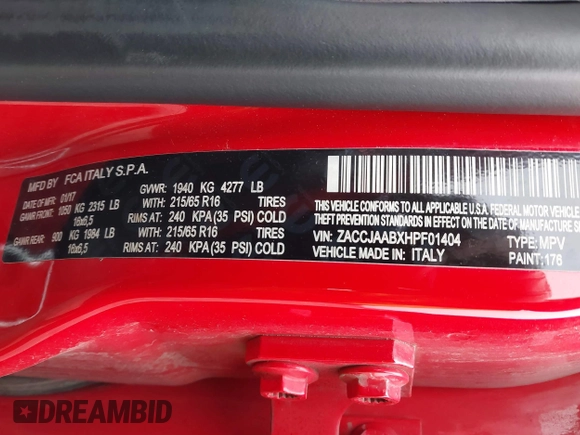 MFD BY FCA ITALY S.P.A.
DATE OF MFR: 01/17 GVWR: 1940 KG 4277 LB
GAWR FRONT: 1050 KG 2315 LB WITH: 215/65 R16 TIRES
16x6,5 RIMS AT: 240 KPA (35 PSI) COLD
GAWR REAR: 900 KG 1984 LB WITH: 215/65 R16 TIRES
16x6,5 RIMS AT: 240 KPA (35 PSI) COLD
THIS VEHICLE CONFORMS TO ALL APPLICABLE U.S.A. FEDERAL MOTOR VEHICLE
THEFT PREVENTION STANDARDS IN EFFECT ON THE DATE OF MANUFACTURE
VIN: ZACCJAABXHPF01404 TYPE: MPV
VEHICLE MADE IN: ITALY PAINT: 176
DREAMBID